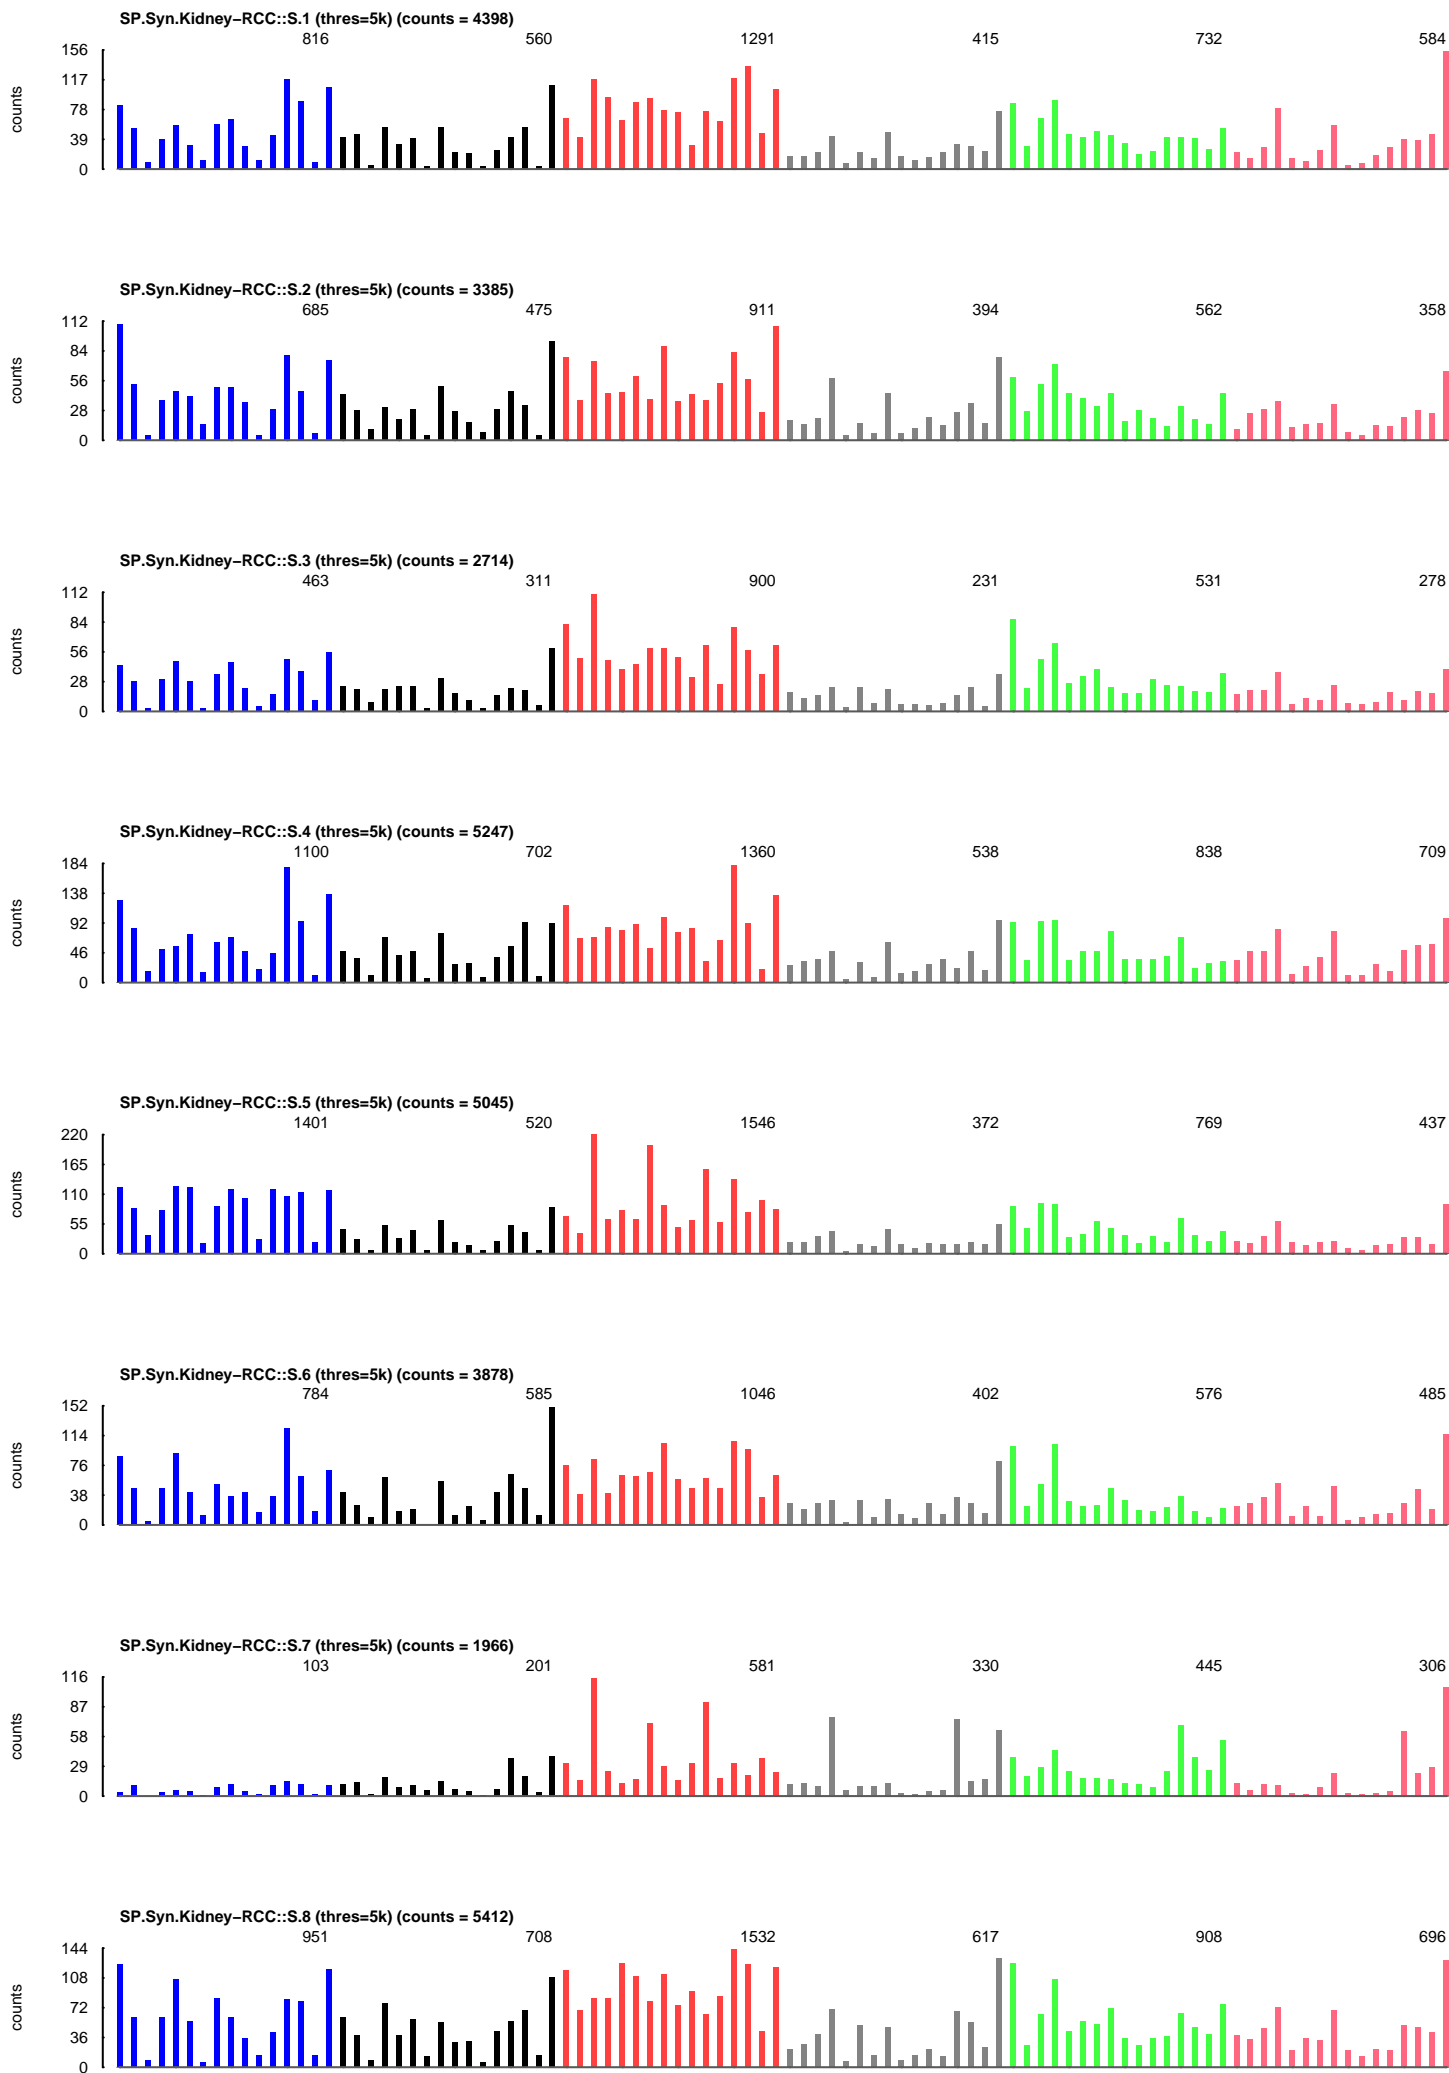 SP.Syn.Kidney−RCC::S.1 (thres=5k) (counts = 4398)
816 560 1291 415 732 584
156
117
78
39
0
counts
SP.Syn.Kidney−RCC::S.2 (thres=5k) (counts = 3385)
685 475 911 394 562 358
112
84
56
28
0
counts
SP.Syn.Kidney−RCC::S.3 (thres=5k) (counts = 2714)
463 311 900 231 531 278
112
84
56
28
0
counts
SP.Syn.Kidney−RCC::S.4 (thres=5k) (counts = 5247)
1100 702 1360 538 838 709
184
138
92
46
0
counts
SP.Syn.Kidney−RCC::S.5 (thres=5k) (counts = 5045)
1401 520 1546 372 769 437
220
165
110
55
0
counts
SP.Syn.Kidney−RCC::S.6 (thres=5k) (counts = 3878)
784 585 1046 402 576 485
152
114
76
38
0
counts
SP.Syn.Kidney−RCC::S.7 (thres=5k) (counts = 1966)
103 201 581 330 445 306
116
87
58
29
0
counts
SP.Syn.Kidney−RCC::S.8 (thres=5k) (counts = 5412)
951 708 1532 617 908 696
144
108
72
36
0
counts